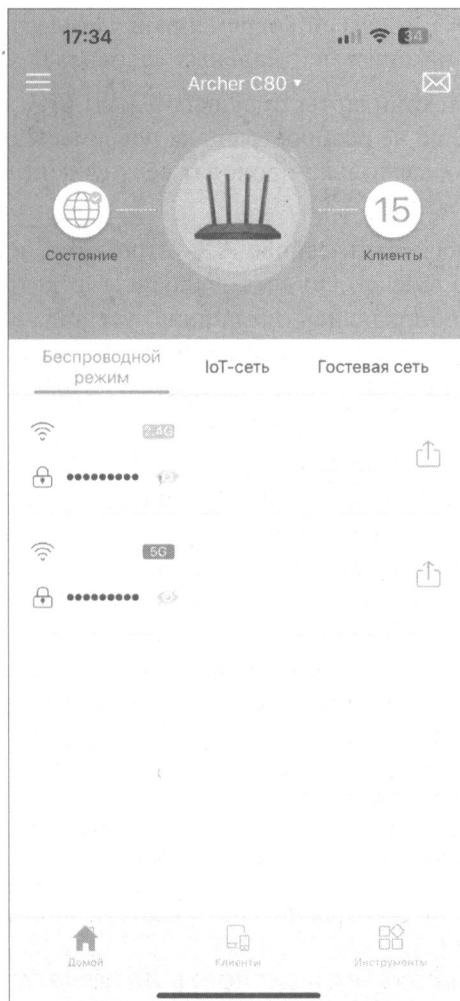 17:34
34
Archer C80
15
Состояние
Клиенты
Беспроводной
режим
IoT-сеть
Гостевая сеть
2.4G
•••••••••
5G
•••••••••
Домой
Клиенты
Инструменты